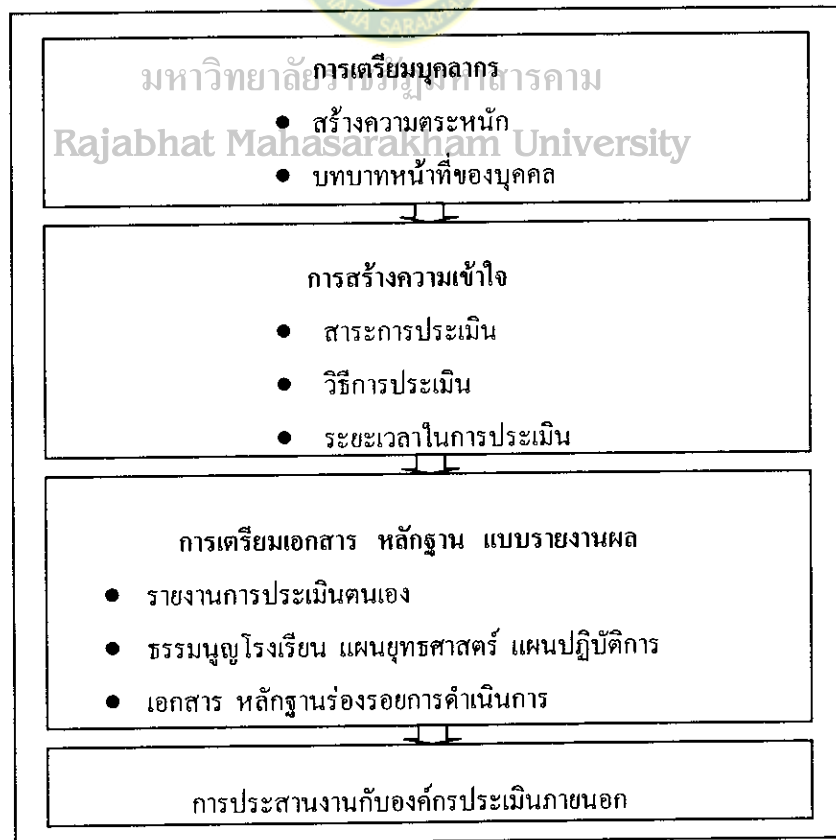 MAHA SARAKHAM
การเตรียมบุคลากร
มหาวิทยาลัยราชภัฏมหาสารคาม
● สร้างความตระหนัก
Rajabhat Mahasarakham University
● บทบาทหน้าที่ของบุคคล
การสร้างความเข้าใจ
● สาระการประเมิน
● วิธีการประเมิน
● ระยะเวลาในการประเมิน
การเตรียมเอกสาร หลักฐาน แบบรายงานผล
● รายงานการประเมินตนเอง
● ธรรมนูญโรงเรียน แผนยุทธศาสตร์ แผนปฏิบัติการ
● เอกสาร หลักฐานร่องรอยการดำเนินการ
การประสานงานกับองค์กรประเมินภายนอก